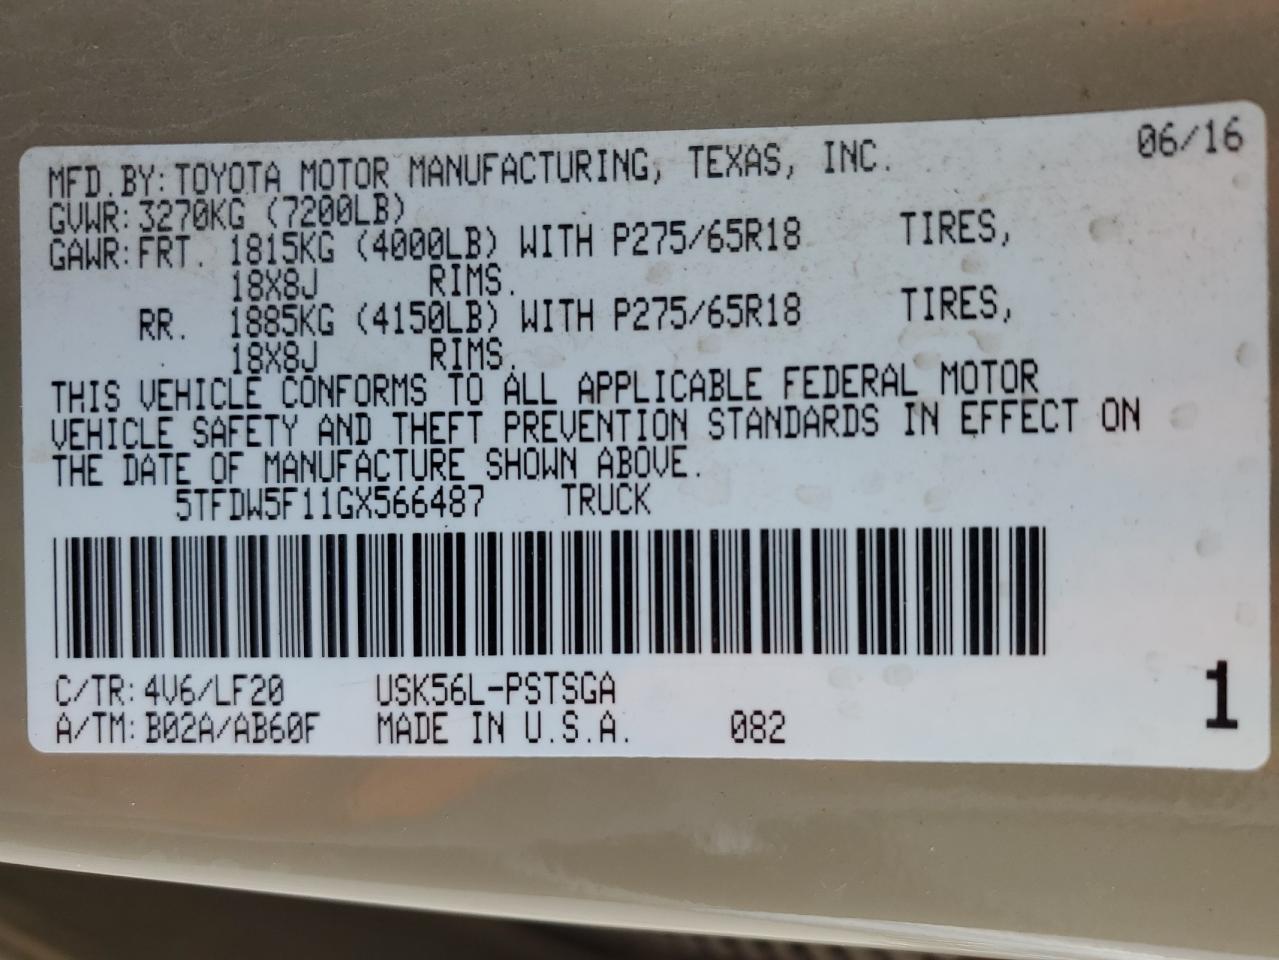 06/16
MFD.BY:TOYOTA MOTOR MANUFACTURING, TEXAS, INC.
GVWR:3270KG (7200LB)
GAWR:FRT. 1815KG (4000LB) WITH P275/65R18 TIRES,
18X8J RIMS.
RR. 1885KG (4150LB) WITH P275/65R18 TIRES,
18X8J RIMS.
THIS VEHICLE CONFORMS TO ALL APPLICABLE FEDERAL MOTOR
VEHICLE SAFETY AND THEFT PREVENTION STANDARDS IN EFFECT ON
THE DATE OF MANUFACTURE SHOWN ABOVE.
5TFDW5F11GX566487 TRUCK
C/TR:4V6/LF20 USK56L-PSTSGA
A/TM:B02A/AB60F MADE IN U.S.A. 082
1